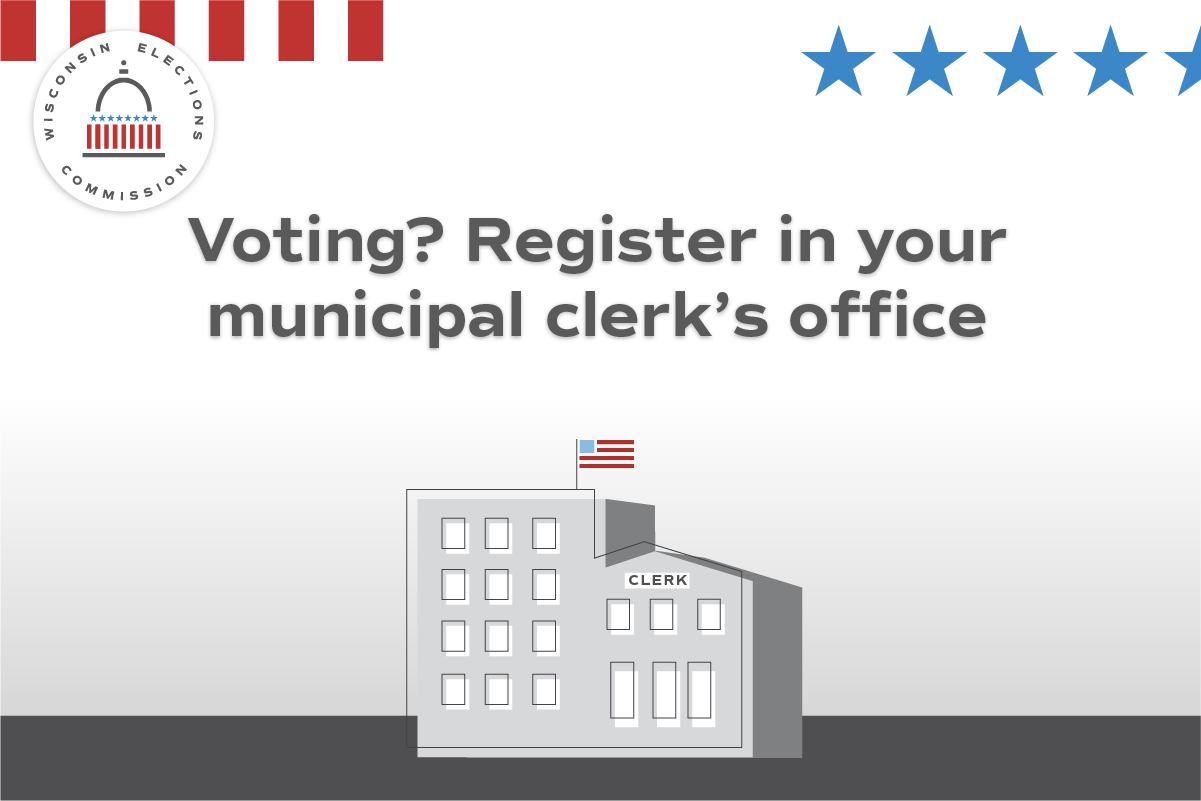 WISCONSIN ELECTIONS
COMMISSION
Voting? Register in your
municipal clerk’s office
CLERK